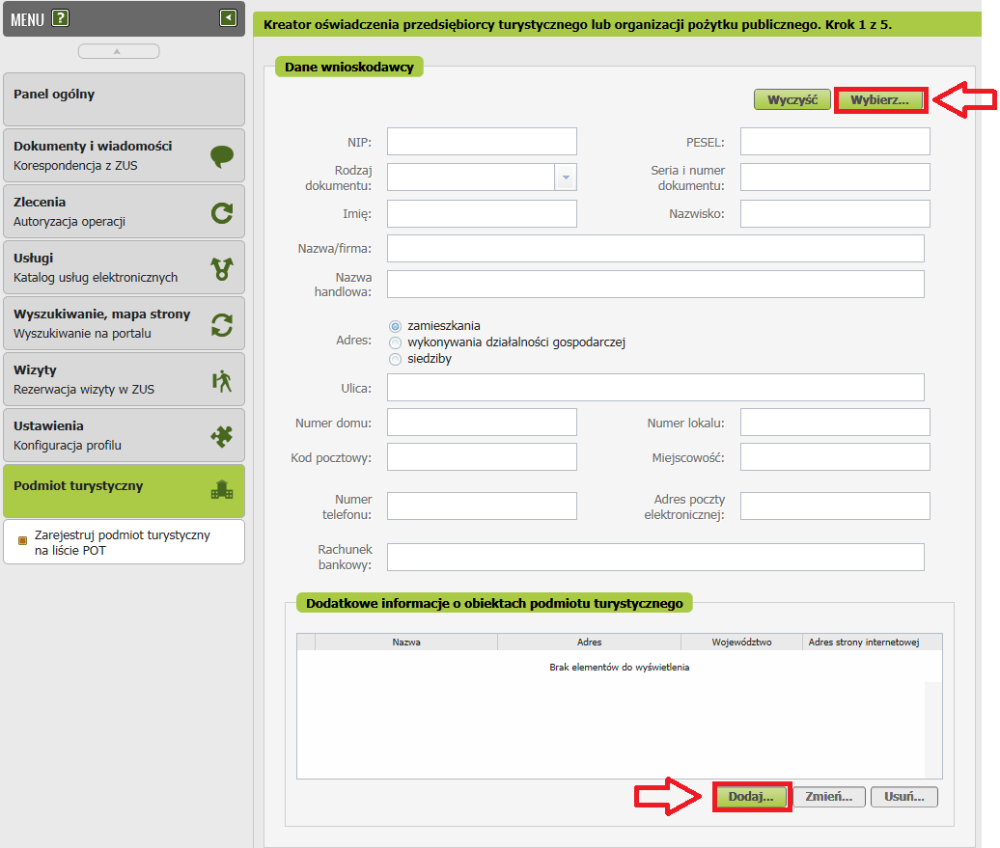 MENU ?
Panel ogólny
Dokumenty i wiadomości
Korespondencja z ZUS
Zlecenia
Autoryzacja operacji
Usługi
Katalog usług elektronicznych
Wyszukiwanie, mapa strony
Wyszukiwanie na portalu
Wizyty
Rezerwacja wizyty w ZUS
Ustawienia
Konfiguracja profilu
Podmiot turystyczny
Zarejestruj podmiot turystyczny
na liście POT
Kreator oświadczenia przedsiębiorcy turystycznego lub organizacji pożytku publicznego. Krok 1 z 5.
Dane wnioskodawcy
Wyczyść Wybierz...
NIP: PESEL:
Rodzaj
dokumentu:
Seria i numer
dokumentu:
Imię: Nazwisko:
Nazwa/firma:
Nazwa
handlowa:
Adres:
zamieszkania
wykonywania działalności gospodarczej
siedziby
Ulica:
Numer domu: Numer lokalu:
Kod pocztowy: Miejscowość:
Numer
telefonu:
Adres poczty
elektronicznej:
Rachunek
bankowy:
Dodatkowe informacje o obiektach podmiotu turystycznego
Nazwa Adres Województwo Adres strony internetowej
Brak elementów do wyświetlenia
Dodaj... Zmień... Usuń...